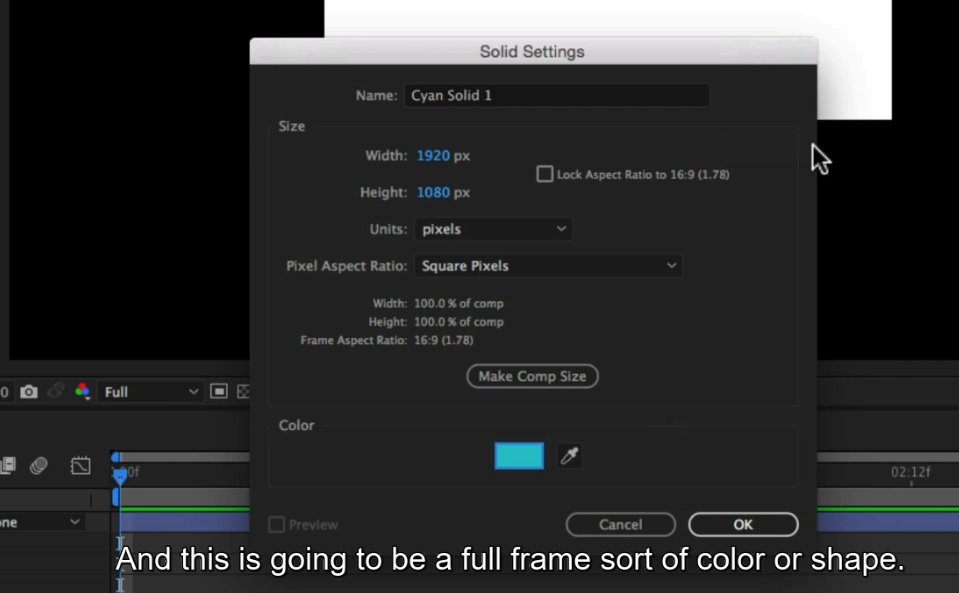 Solid Settings
Name: Cyan Solid 1
Size
Width: 1920 px
Lock Aspect Ratio to 16:9 (1.78)
Height: 1080 px
Units: pixels
Pixel Aspect Ratio: Square Pixels
Width: 100.0 % of comp
Height: 100.0 % of comp
Frame Aspect Ratio: 16:9 (1.78)
Make Comp Size
Full
Color
02:12f
Preview
Cancel
OK
And this is going to be a full frame sort of color or shape.